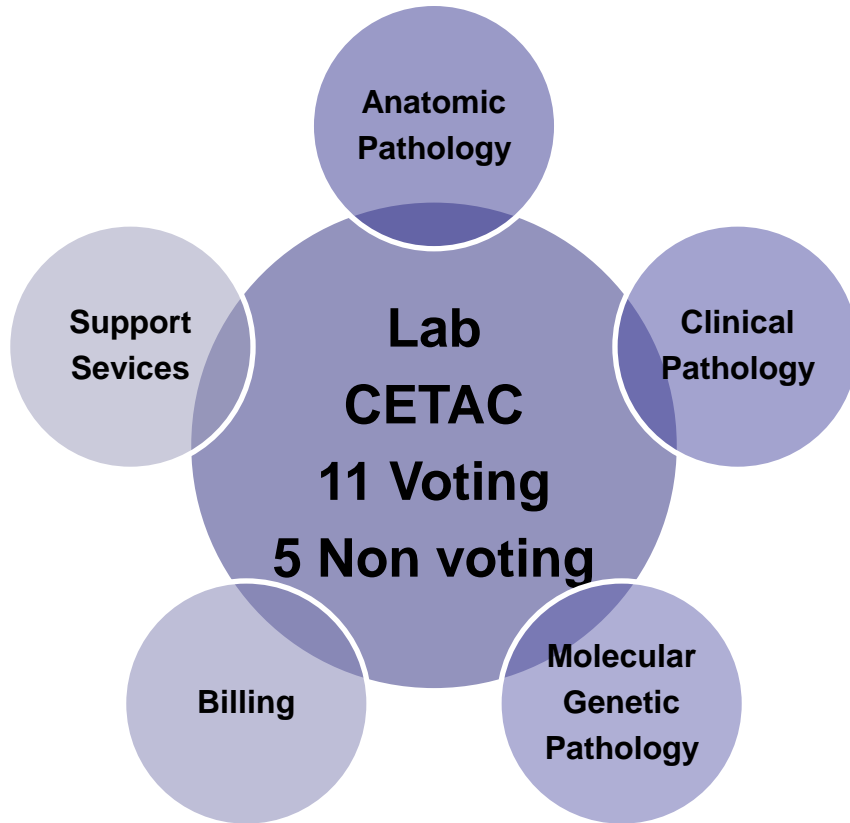 Anatomic
Pathology
Support
Sevices
Lab
CETAC
11 Voting
5 Non voting
Clinical
Pathology
Billing
Molecular
Genetic
Pathology